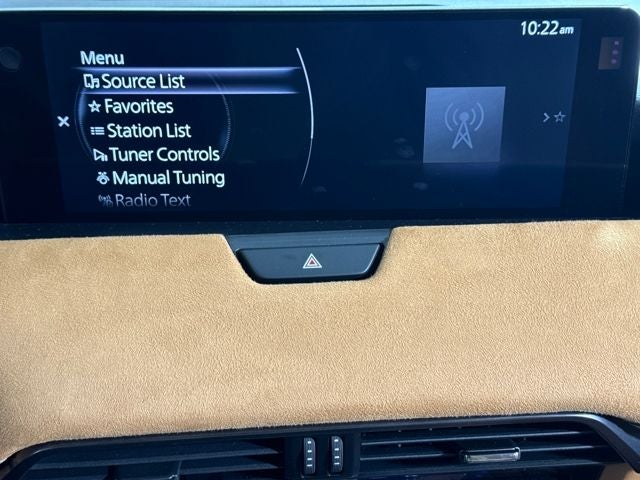 10:22am
Menu
Source List
Favorites
Station List
Tuner Controls
Manual Tuning
Radio Text